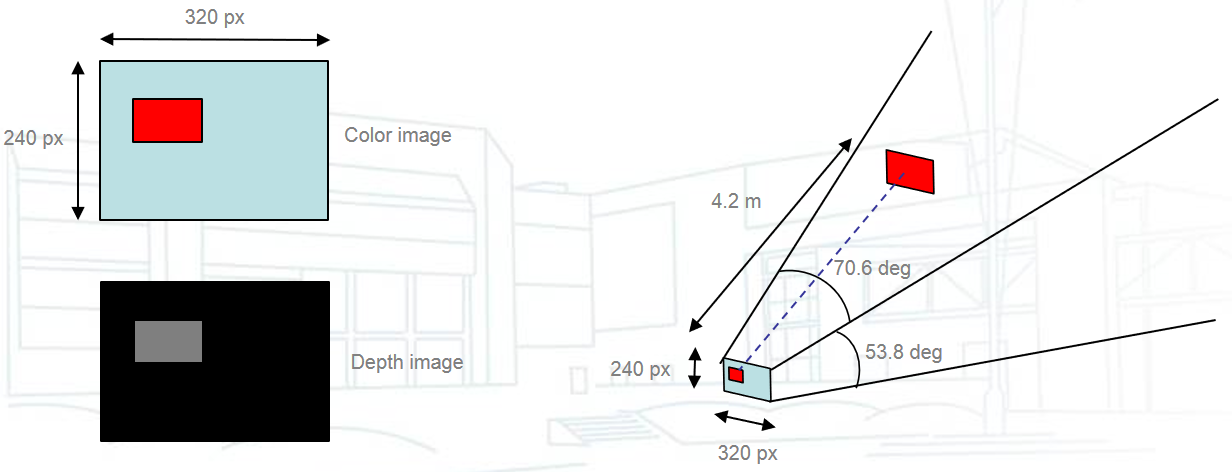 320 px
240 px
Color image
Depth image
4.2 m
70.6 deg
53.8 deg
240 px
320 px